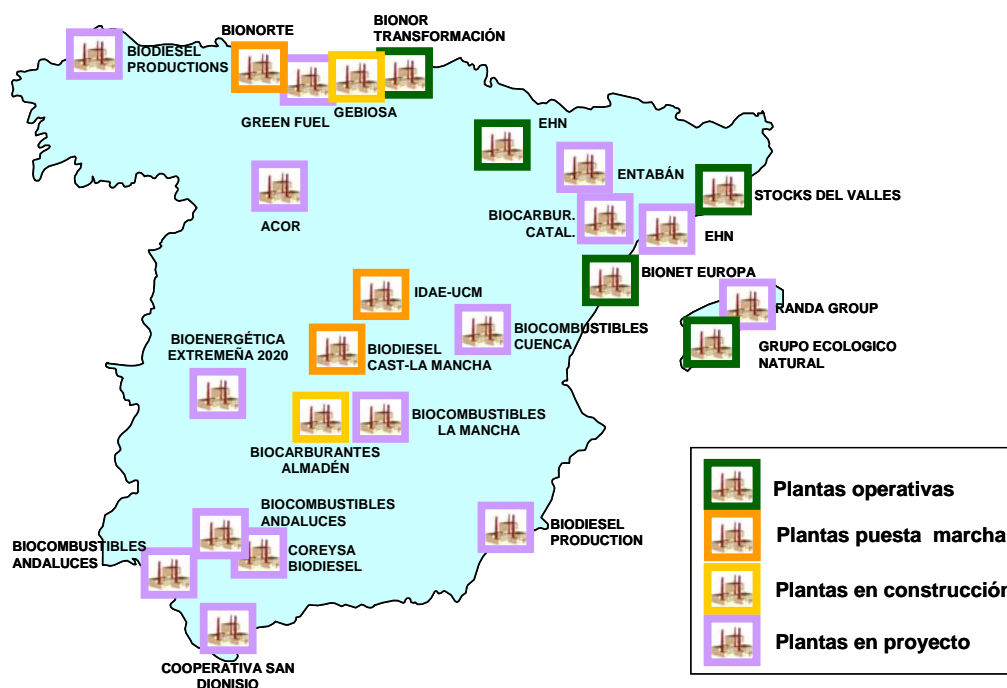 BIONOR
TRANSFORMACIÓN
BIONORTE
BIODIESEL
PRODUCTIONS
GEBIOSA
GREEN FUEL
EHN
ENTABÁN
STOCKS DEL VALLES
ACOR
BIOCARBUR.
CATAL.
EHN
BIONET EUROPA
IDAE-UCM
RANDA GROUP
BIOENERGÉTICA
EXTREMEÑA 2020
BIODIESEL
CAST-LA MANCHA
BIOCOMBUSTIBLES
CUENCA
GRUPO ECOLOGICO
NATURAL
BIOCOMBUSTIBLES
LA MANCHA
BIOCARBURANTES
ALMADÉN
BIOCOMBUSTIBLES
ANDALUCES
BIOCOMBUSTIBLES
ANDALUCES
COREYSA
BIODIESEL
BIODIESEL
PRODUCTION
COOPERATIVA SAN
DIONISIO
Plantas operativas
Plantas puesta marcha
Plantas en construcción
Plantas en proyecto